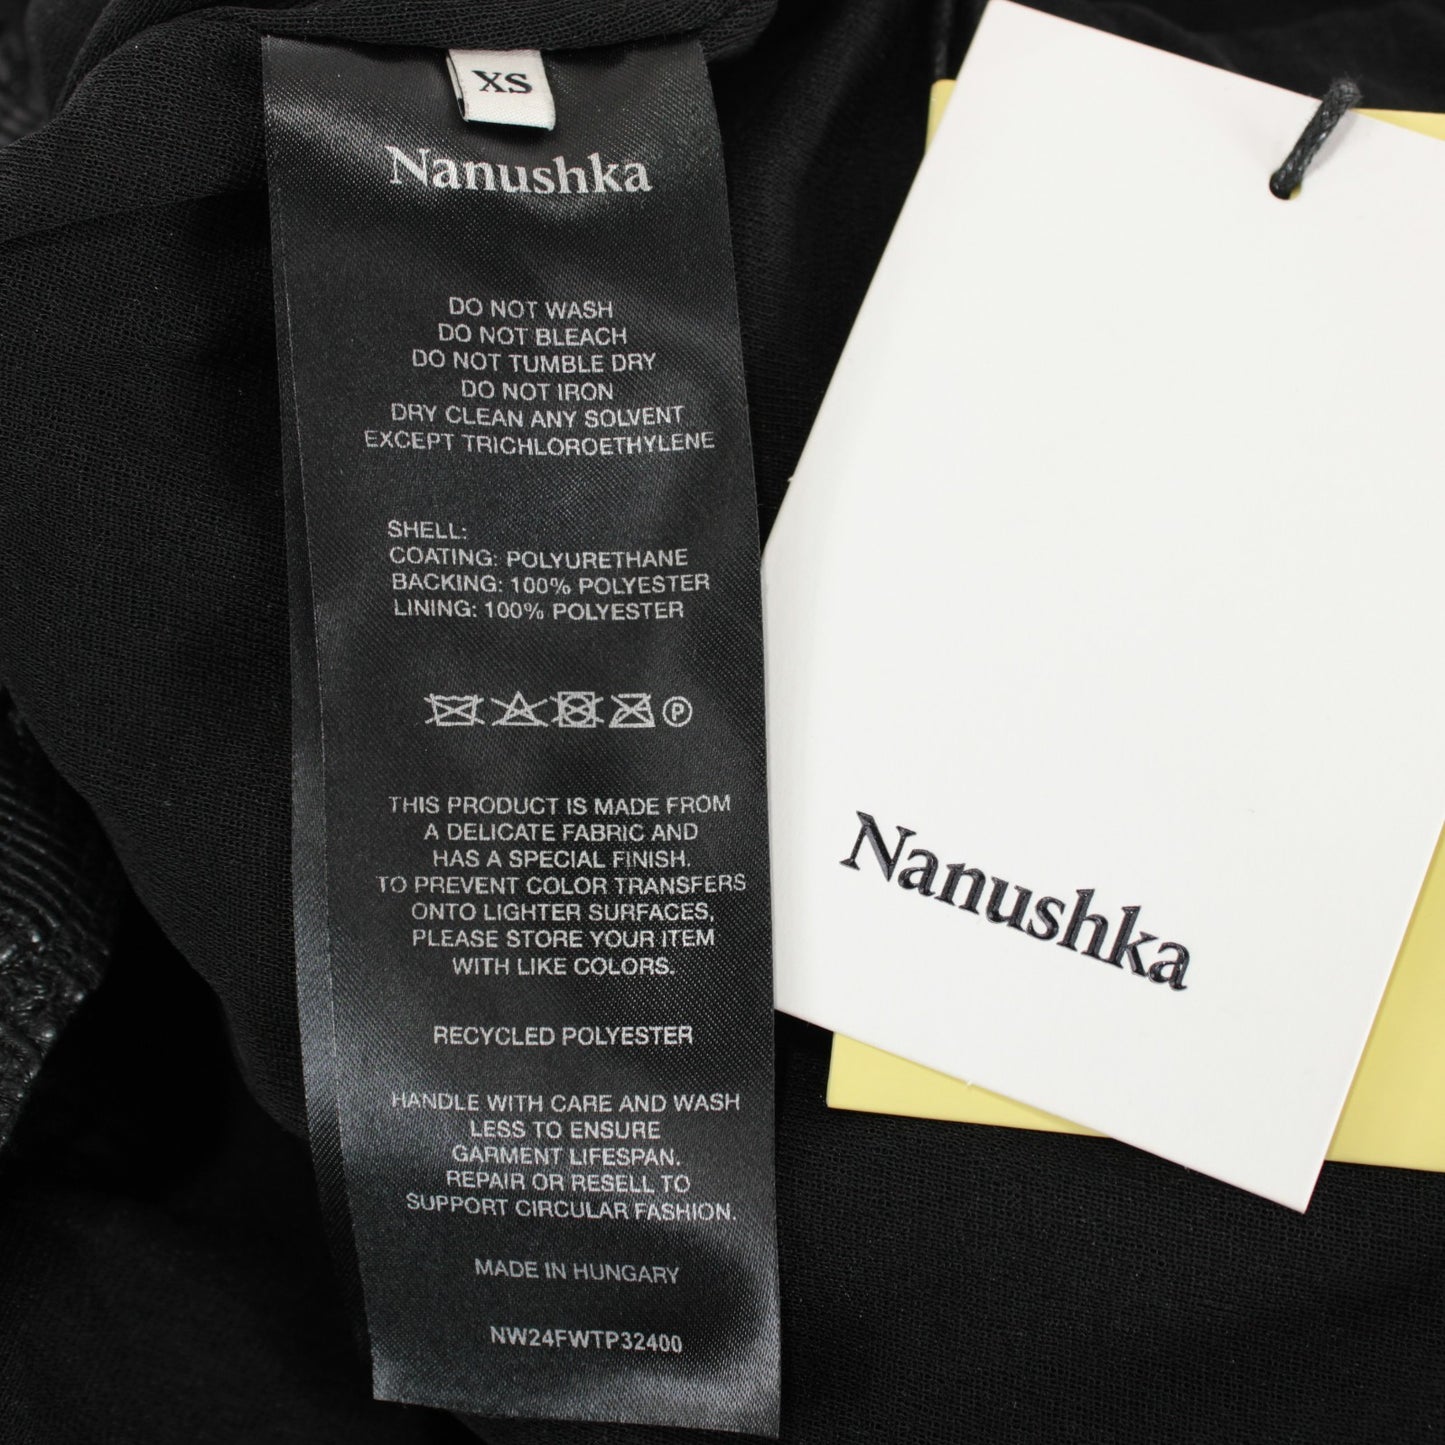 XS
Nanushka
DO NOT WASH
DO NOT BLEACH
DO NOT TUMBLE DRY
DO NOT IRON
DRY CLEAN ANY SOLVENT
EXCEPT TRICHLOROETHYLENE
SHELL:
COATING: POLYURETHANE
BACKING: 100% POLYESTER
LINING: 100% POLYESTER
P
THIS PRODUCT IS MADE FROM
A DELICATE FABRIC AND
HAS A SPECIAL FINISH.
TO PREVENT COLOR TRANSFERS
ONTO LIGHTER SURFACES,
PLEASE STORE YOUR ITEM
WITH LIKE COLORS.
RECYCLED POLYESTER
HANDLE WITH CARE AND WASH
LESS TO ENSURE
GARMENT LIFESPAN.
REPAIR OR RESELL TO
SUPPORT CIRCULAR FASHION.
MADE IN HUNGARY
NW24FWTP32400
Nanushka